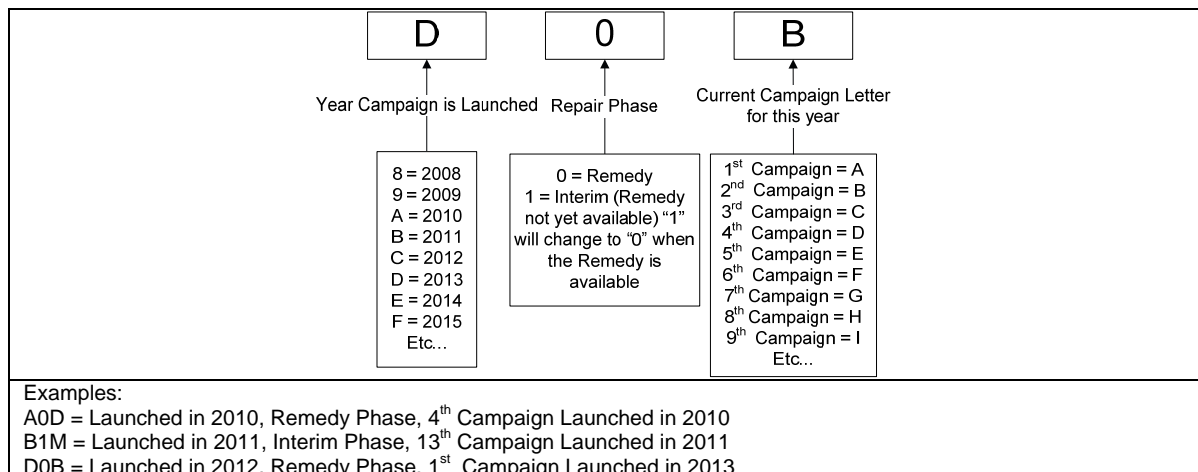 D
0
B
Year Campaign is Launched
Repair Phase
Current Campaign Letter
for this year
8 = 2008
9 = 2009
A = 2010
B = 2011
C = 2012
D = 2013
E = 2014
F = 2015
Etc...
0 = Remedy
1 = Interim (Remedy
not yet available) “1”
will change to “0” when
the Remedy is
available
1st Campaign = A
2nd Campaign = B
3rd Campaign = C
4th Campaign = D
5th Campaign = E
6th Campaign = F
7th Campaign = G
8th Campaign = H
9th Campaign = I
Etc...
Examples:
A0D = Launched in 2010, Remedy Phase, 4th Campaign Launched in 2010
B1M = Launched in 2011, Interim Phase, 13th Campaign Launched in 2011
D0B = Launched in 2012, Remedy Phase, 1st Campaign Launched in 2013